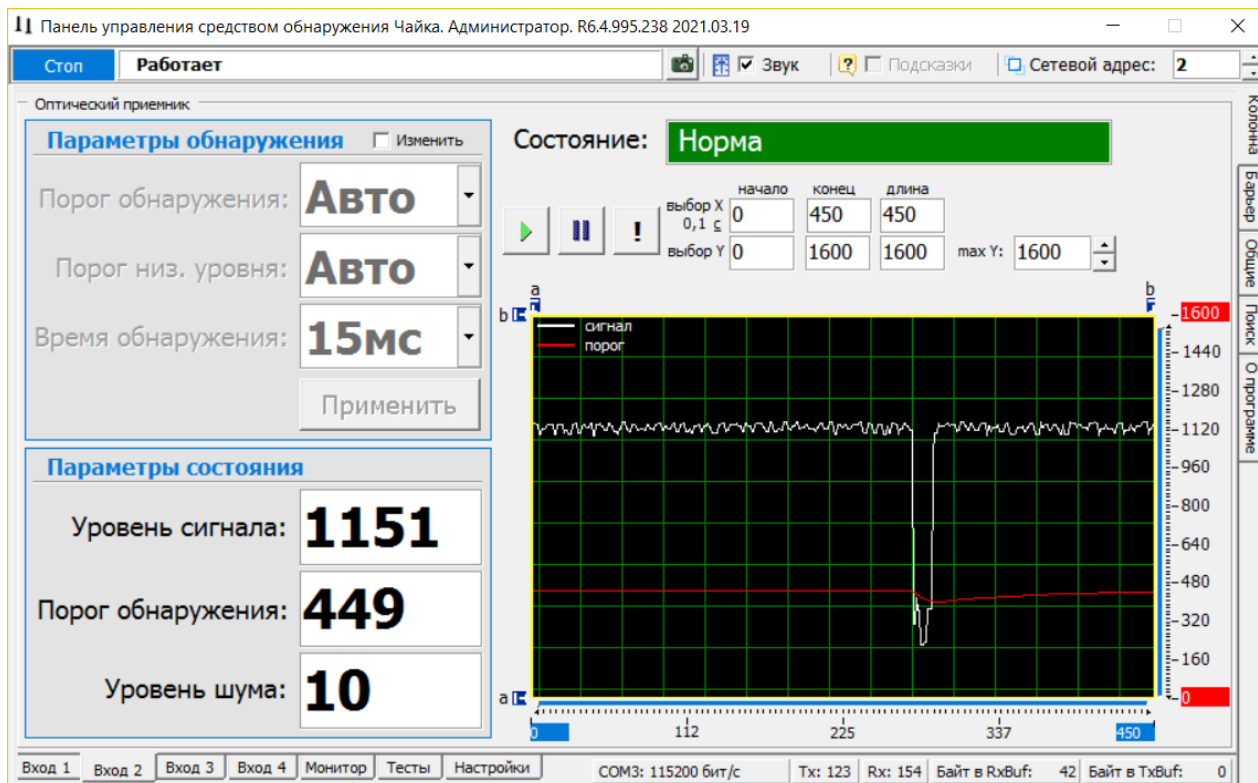 Панель управления средством обнаружения Чайка. Администратор. R6.4.995.238 2021.03.19
Стоп Работает Звук Подсказки Сетевой адрес: 2
Оптический приемник
Параметры обнаружения Изменить
Порог обнаружения: Авто
Порог низ. уровня: Авто
Время обнаружения: 15мс
Применить
Параметры состояния
Уровень сигнала: 1151
Порог обнаружения: 449
Уровень шума: 10
Состояние: Норма
начало конец длина
выбор X 0 450 450
0,1 с
выбор Y 0 1600 1600 max Y: 1600
!
a b
b
сигнал
порог
1600
1440
1280
1120
960
800
640
480
320
160
0
a
0 112 225 337 450
Колонна
Барьер
Общие
Поиск
О программе
Вход 1 Вход 2 Вход 3 Вход 4 Монитор Тесты Настройки
COM3: 115200 бит/с Tx: 123 Rx: 154 Байт в RxBuf: 42 Байт в TxBuf: 0